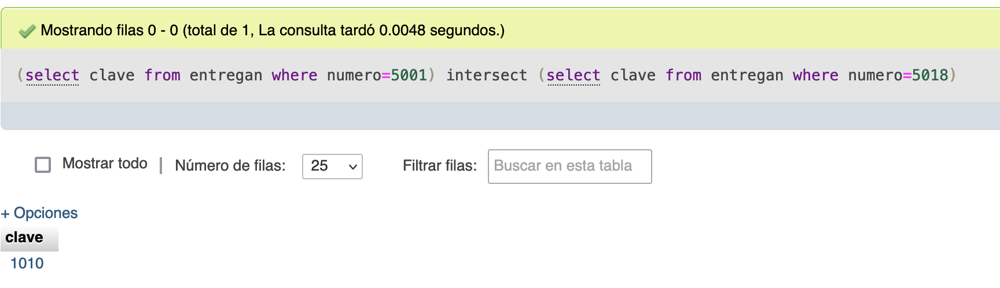 Mostrando filas 0 - 0 (total de 1, La consulta tardó 0.0048 segundos.)
(select clave from entregan where numero=5001) intersect (select clave from entregan where numero=5018)
Mostrar todo | Número de filas: 25 Filtrar filas: Buscar en esta tabla
+ Opciones
clave
1010